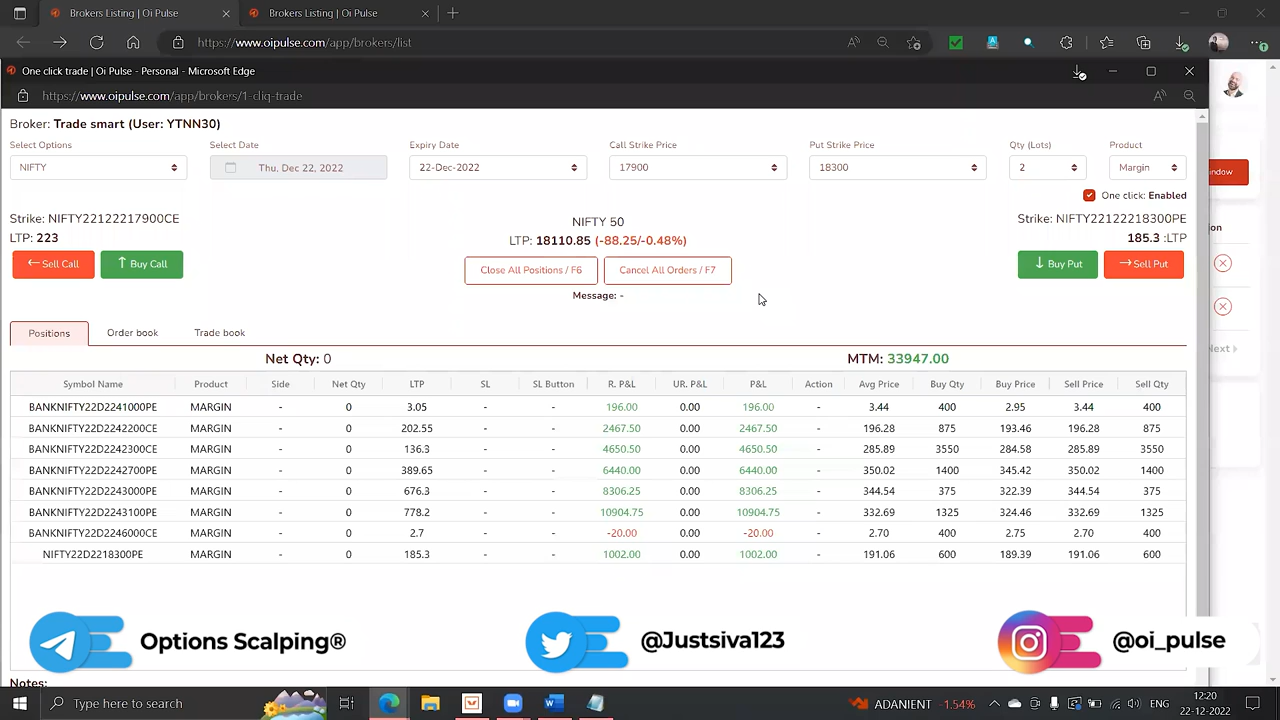 Brokers listing | Oi Pulse
Brokers listing | Oi Pulse
https://www.oipulse.com/app/brokers/list
One click trade | Oi Pulse - Personal - Microsoft Edge
https://www.oipulse.com/app/brokers/1-cliq-trade
Broker: Trade smart (User: YTNN30)
Select Options Select Date Expiry Date Call Strike Price Put Strike Price Qty (Lots) Product
NIFTY Thu, Dec 22, 2022 22-Dec-2022 17900 18300 2 Margin
One click: Enabled
Strike: NIFTY22122217900CE NIFTY 50 Strike: NIFTY22122218300PE
LTP: 223 LTP: 18110.85 (-88.25/-0.48%) 185.3 :LTP
Sell Call Buy Call Close All Positions / F6 Cancel All Orders / F7 Buy Put Sell Put
Message: -
Positions Order book Trade book
Net Qty: 0 MTM: 33947.00
Symbol Name Product Side Net Qty LTP SL SL Button R. P&L UR. P&L P&L Action Avg Price Buy Qty Buy Price Sell Price Sell Qty
BANKNIFTY22D2241000PE MARGIN - 0 3.05 - - 196.00 0.00 196.00 - 3.44 400 2.95 3.44 400
BANKNIFTY22D2242200CE MARGIN - 0 202.55 - - 2467.50 0.00 2467.50 - 196.28 875 193.46 196.28 875
BANKNIFTY22D2242300CE MARGIN - 0 136.3 - - 4650.50 0.00 4650.50 - 285.89 3550 284.58 285.89 3550
BANKNIFTY22D2242700PE MARGIN - 0 389.65 - - 6440.00 0.00 6440.00 - 350.02 1400 345.42 350.02 1400
BANKNIFTY22D2243000PE MARGIN - 0 676.3 - - 8306.25 0.00 8306.25 - 344.54 375 322.39 344.54 375
BANKNIFTY22D2243100PE MARGIN - 0 778.2 - - 10904.75 0.00 10904.75 - 332.69 1325 324.46 332.69 1325
BANKNIFTY22D2246000CE MARGIN - 0 2.7 - - -20.00 0.00 -20.00 - 2.70 400 2.75 2.70 400
NIFTY22D2218300PE MARGIN - 0 185.3 - - 1002.00 0.00 1002.00 - 191.06 600 189.39 191.06 600
Options Scalping® @Justsiva123 @oi_pulse
Notes:
Type here to search
ADANIENT -1.54%
ENG
12:20
22-12-2022